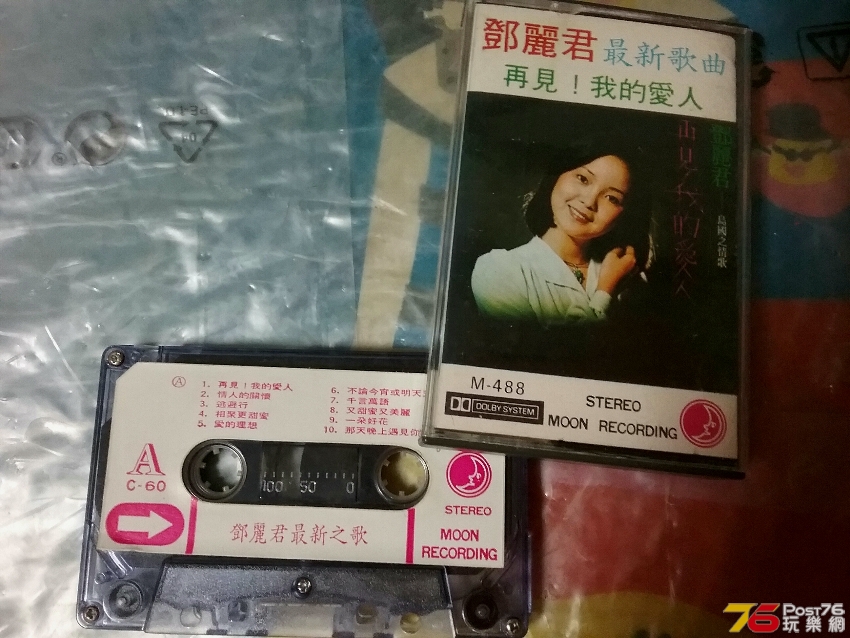 鄧麗君 最新歌曲
再見！我的愛人
鄧麗君
島國之情歌
再見我的愛人
M-488
DOLBY SYSTEM
STEREO
MOON RECORDING
A
1. 再見！我的愛人
2. 情人的關懷
3. 逃避行
4. 相聚更甜蜜
5. 愛的理想
6. 不論今宵或明天
7. 千言萬語
8. 又甜蜜又美麗
9. 一朵好花
10. 那天晚上遇見你
A
C-60
100 50 0
STEREO
鄧麗君最新之歌
MOON
RECORDING
76 Post76
玩樂網